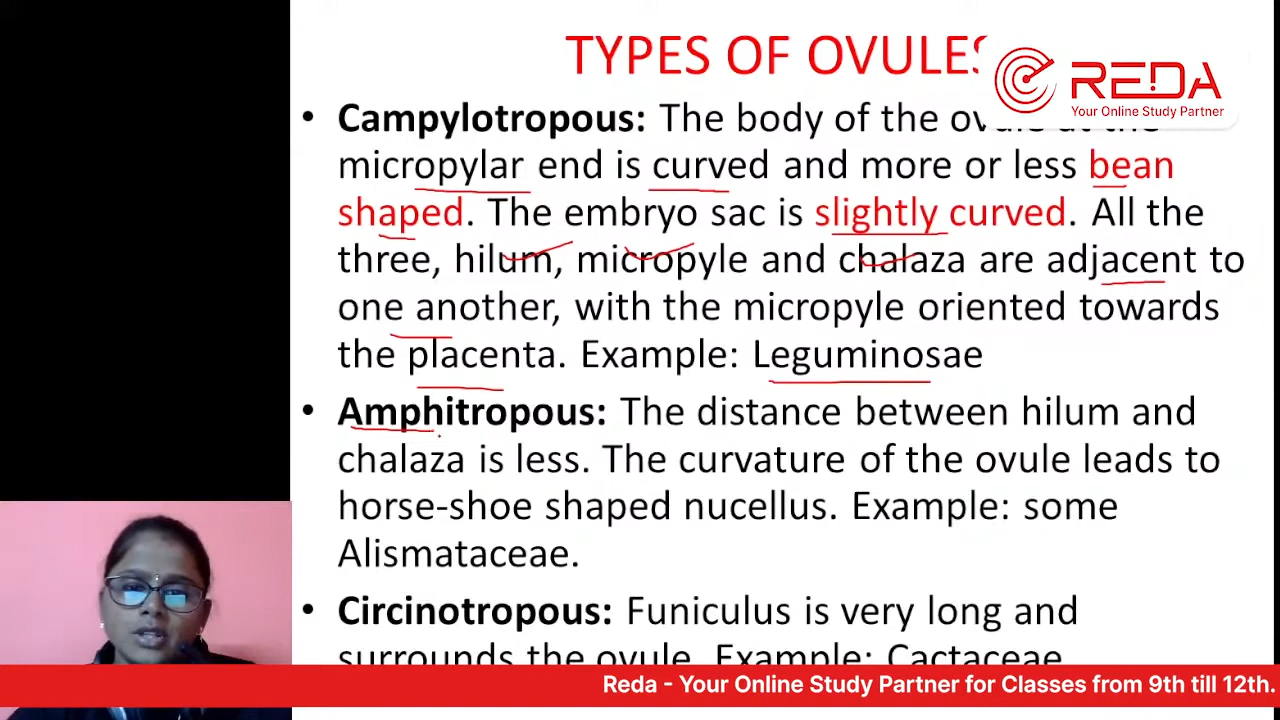 TYPES OF OVULES
REDA
Your Online Study Partner
• Campylotropous: The body of the ovule at the
micropylar end is curved and more or less bean
shaped. The embryo sac is slightly curved. All the
three, hilum, micropyle and chalaza are adjacent to
one another, with the micropyle oriented towards
the placenta. Example: Leguminosae
• Amphitropous: The distance between hilum and
chalaza is less. The curvature of the ovule leads to
horse-shoe shaped nucellus. Example: some
Alismataceae.
• Circinotropous: Funiculus is very long and
surrounds the ovule. Example: Cactaceae
Reda - Your Online Study Partner for Classes from 9th till 12th.